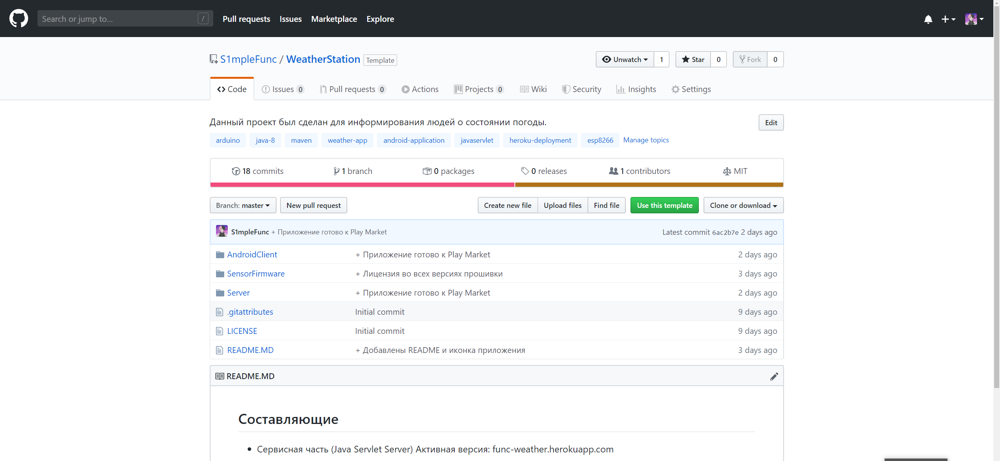 Search or jump to... / Pull requests Issues Marketplace Explore
S1mpleFunc / WeatherStation Template Unwatch 1 Star 0 Fork 0
Code Issues 0 Pull requests 0 Actions Projects 0 Wiki Security Insights Settings
Данный проект был сделан для информирования людей о состоянии погоды. Edit
arduino java-8 maven weather-app android-application javaservlet heroku-deployment esp8266 Manage topics
18 commits 1 branch 0 packages 0 releases 1 contributors MIT
Branch: master New pull request Create new file Upload files Find file Use this template Clone or download
S1mpleFunc + Приложение готово к Play Market Latest commit 6ac2b7e 2 days ago
AndroidClient + Приложение готово к Play Market 2 days ago
SensorFirmware + Лицензия во всех версиях прошивки 3 days ago
Server + Приложение готово к Play Market 2 days ago
.gitattributes Initial commit 9 days ago
LICENSE Initial commit 9 days ago
README.MD + Добавлены README и иконка приложения 3 days ago
README.MD
Составляющие
• Сервисная часть (Java Servlet Server) Активная версия: func-weather.herokuapp.com